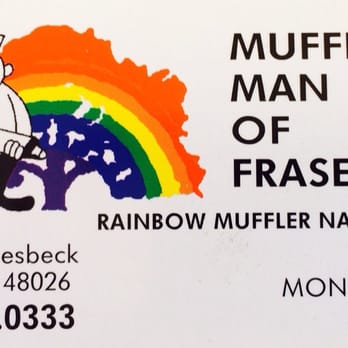 MUFFL
MAN
OF
FRASE
RAINBOW MUFFLER NA
esbeck
48026
.0333
MON